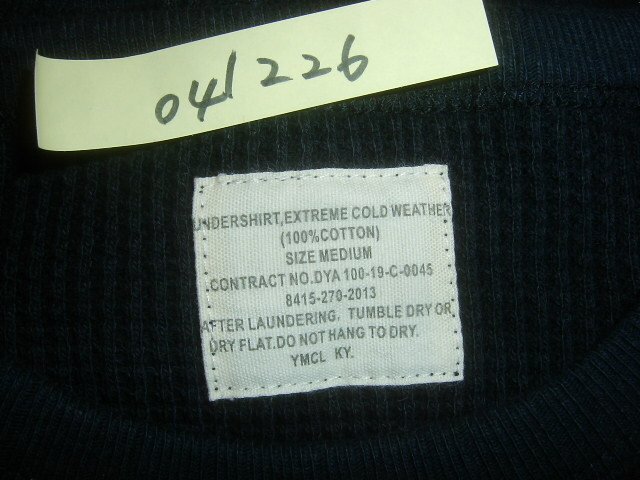 041226
UNDERSHIRT,EXTREME COLD WEATHER
(100%COTTON)
SIZE MEDIUM
CONTRACT NO.DYA 100-19-C-0045
8415-270-2013
AFTER LAUNDERING, TUMBLE DRY OR
DRY FLAT.DO NOT HANG TO DRY.
YMCL KY.